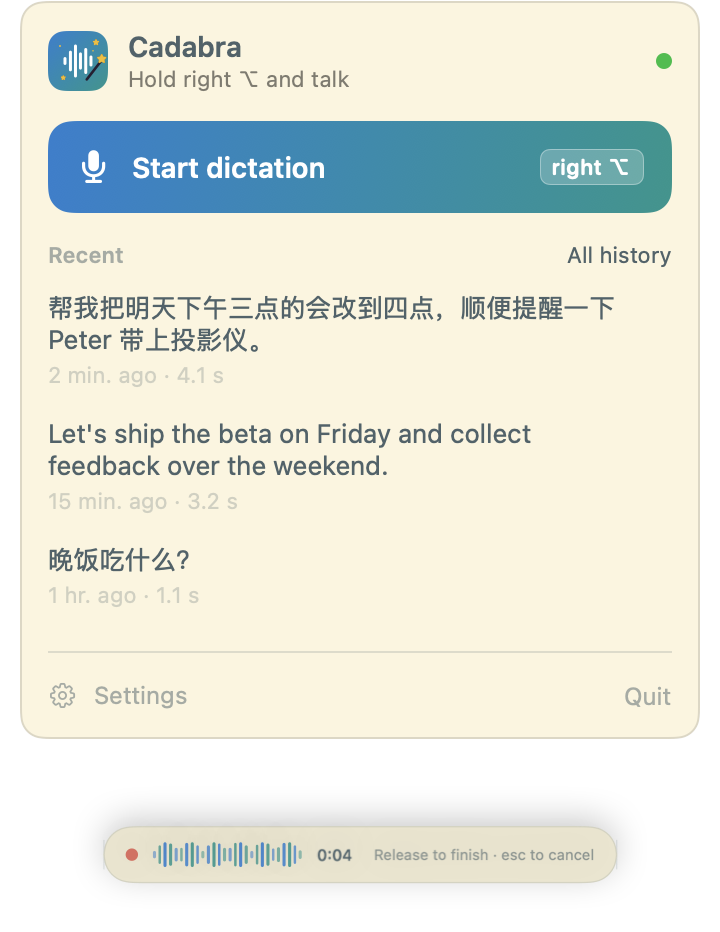 Cadabra
Hold right ⌥ and talk
Start dictation
right ⌥
Recent
All history
帮我把明天下午三点的会改到四点，顺便提醒一下
Peter 带上投影仪。
2 min. ago · 4.1 s
Let's ship the beta on Friday and collect
feedback over the weekend.
15 min. ago · 3.2 s
晚饭吃什么?
1 hr. ago · 1.1 s
Settings
Quit
0:04
Release to finish · esc to cancel